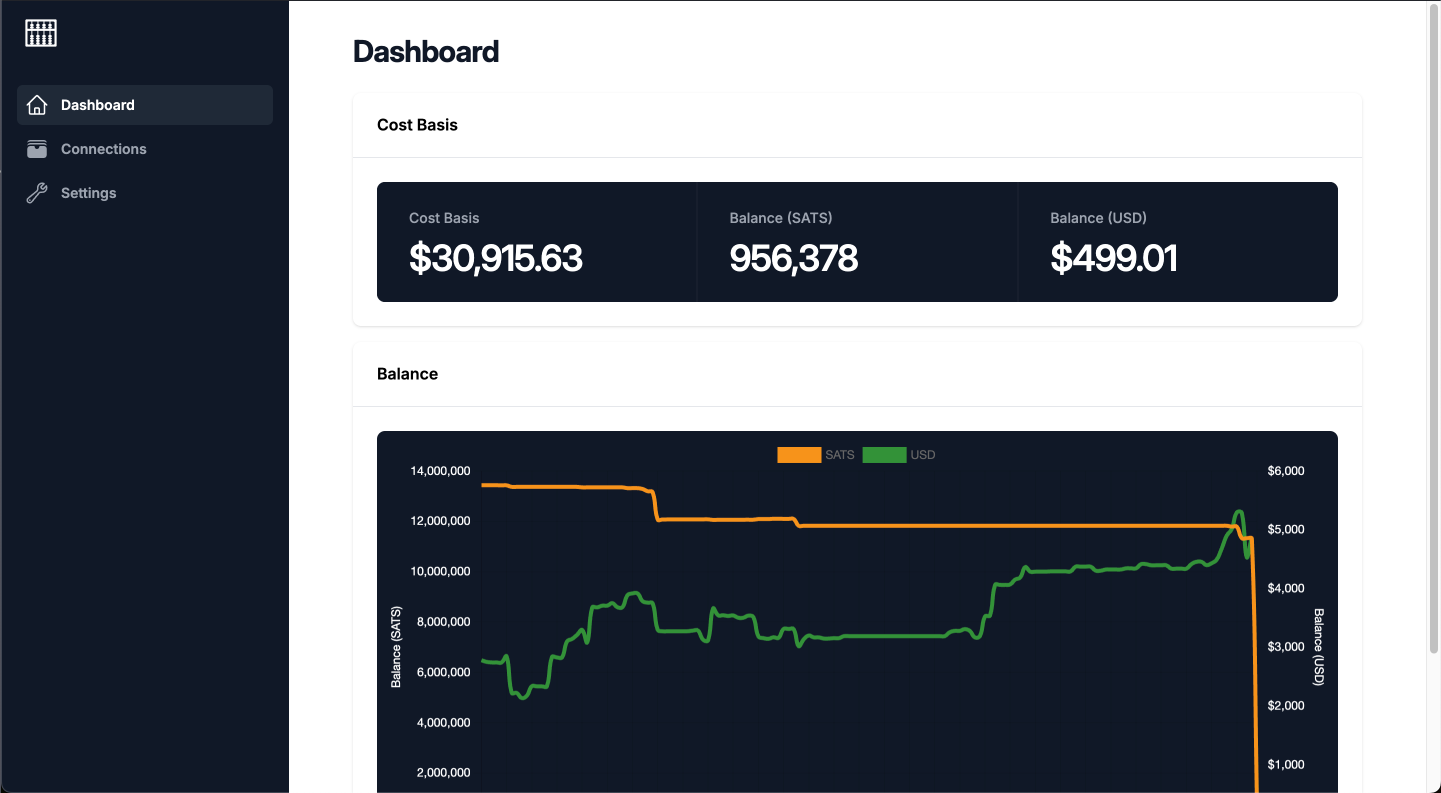 Dashboard
Connections
Settings
Dashboard
Cost Basis
Cost Basis
$30,915.63
Balance (SATS)
956,378
Balance (USD)
$499.01
Balance
SATS
USD
14,000,000
12,000,000
10,000,000
8,000,000
6,000,000
4,000,000
2,000,000
Balance (SATS)
$6,000
$5,000
$4,000
$3,000
$2,000
$1,000
Balance (USD)